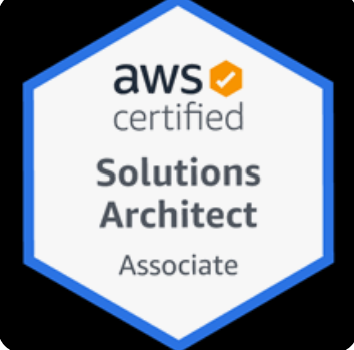 aws
certified
Solutions
Architect
Associate